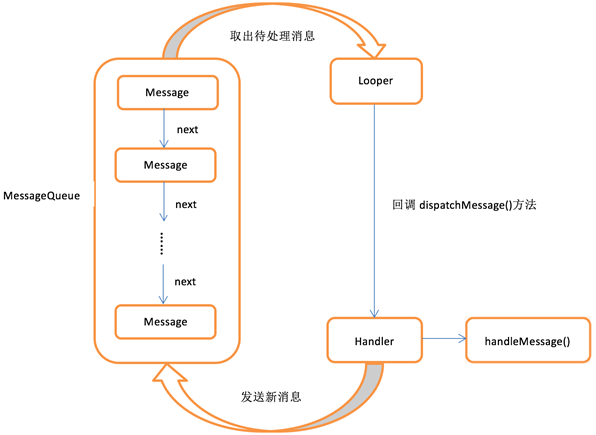 取出待处理消息
Message
Looper
next
Message
MessageQueue
next
回调 dispatchMessage()方法
next
Message
Handler
handleMessage()
发送新消息